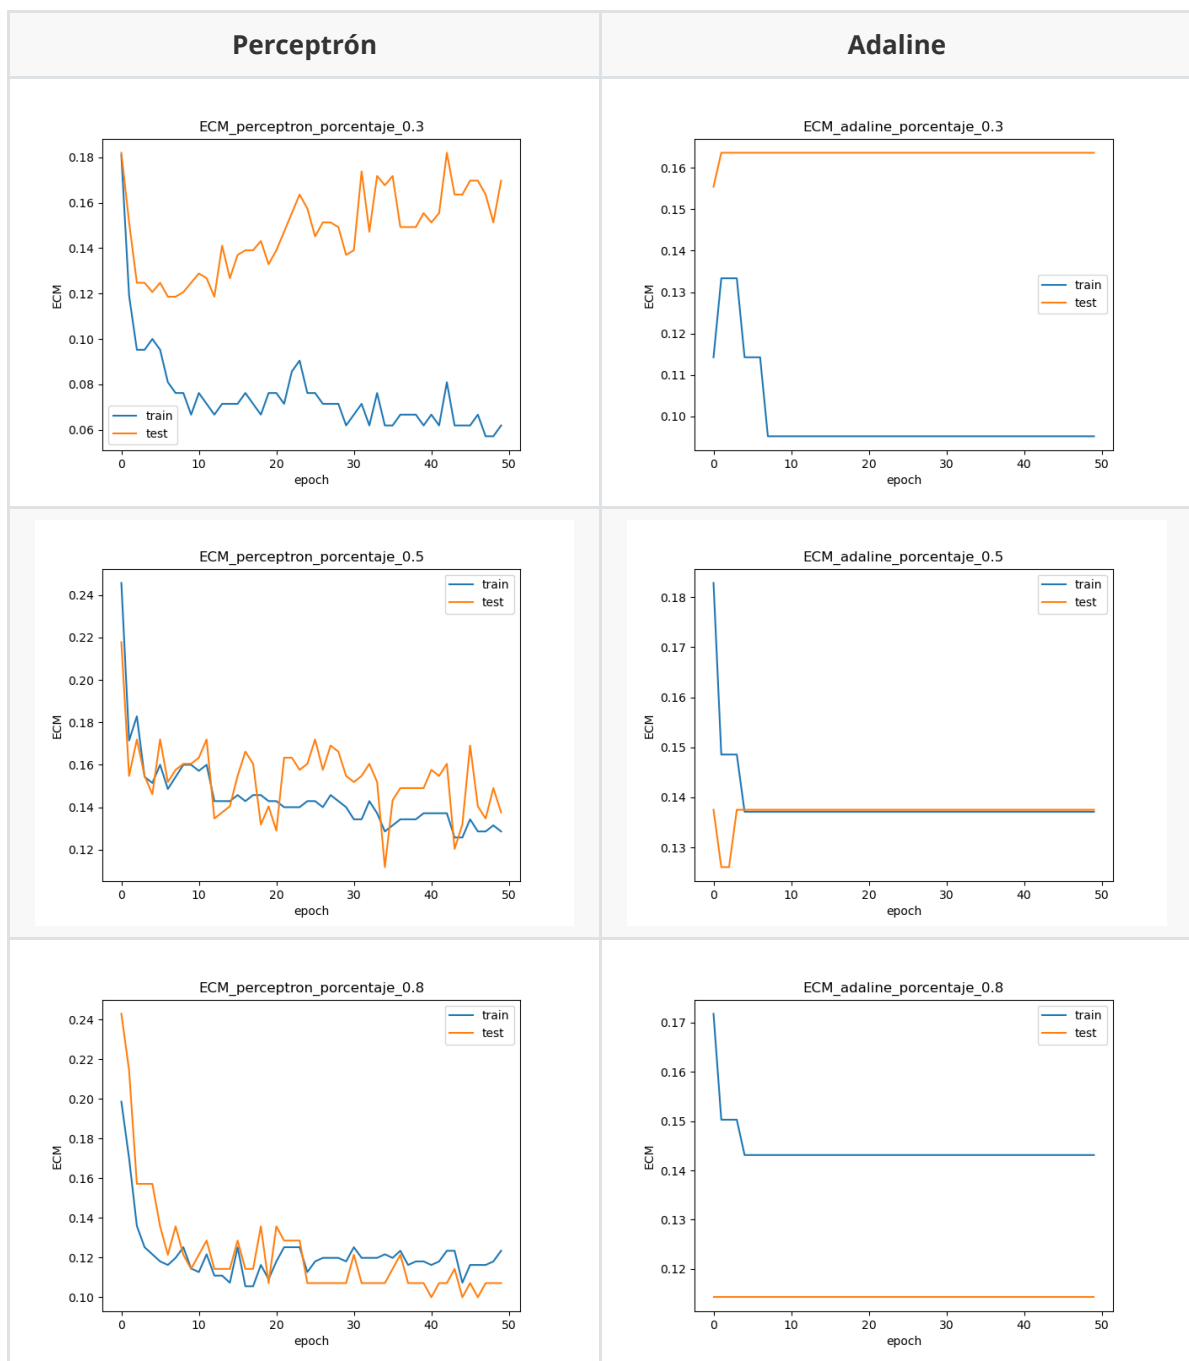 Perceptrón
Adaline
ECM_perceptron_porcentaje_0.3
0.18
0.16
0.14
0.12
0.10
0.08
0.06
ECM
train
test
0 10 20 30 40 50
epoch
ECM_adaline_porcentaje_0.3
0.16
0.15
0.14
0.13
0.12
0.11
0.10
ECM
train
test
0 10 20 30 40 50
epoch
ECM_perceptron_porcentaje_0.5
0.24
0.22
0.20
0.18
0.16
0.14
0.12
ECM
train
test
0 10 20 30 40 50
epoch
ECM_adaline_porcentaje_0.5
0.18
0.17
0.16
0.15
0.14
0.13
ECM
train
test
0 10 20 30 40 50
epoch
ECM_perceptron_porcentaje_0.8
0.24
0.22
0.20
0.18
0.16
0.14
0.12
0.10
ECM
train
test
0 10 20 30 40 50
epoch
ECM_adaline_porcentaje_0.8
0.17
0.16
0.15
0.14
0.13
0.12
ECM
train
test
0 10 20 30 40 50
epoch